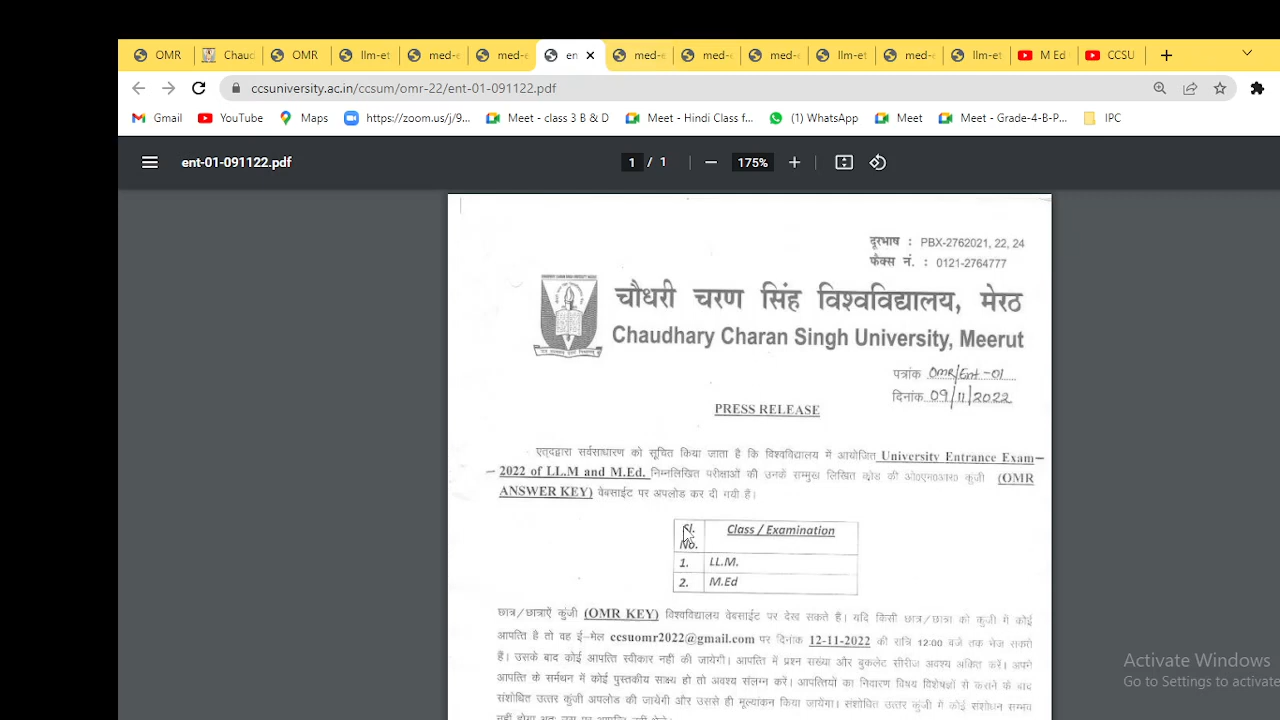 OMR Chaud OMR llm-et med-e med-e en med-e med-e med-e llm-et med-e llm-et M Ed CCSU
ccsuniversity.ac.in/ccsum/omr-22/ent-01-091122.pdf
Gmail YouTube Maps https://zoom.us/j/9... Meet - class 3 B & D Meet - Hindi Class f... (1) WhatsApp Meet Meet - Grade-4-B-P... IPC
ent-01-091122.pdf 1 / 1 175%
दूरभाष : PBX-2762021, 22, 24
फैक्स नं. : 0121-2764777
चौधरी चरण सिंह विश्वविद्यालय, मेरठ
Chaudhary Charan Singh University, Meerut
पत्रांक OMR/Ent-01
दिनांक 09/11/2022
PRESS RELEASE
एतद्द्वारा सर्वसाधारण को सूचित किया जाता है कि विश्वविद्यालय में आयोजित University Entrance Exam–
2022 of LL.M and M.Ed. निम्नलिखित परीक्षाओं की उनके सम्मुख लिखित कोड की ओ०एम०आर० कुंजी (OMR
ANSWER KEY) वेबसाईट पर अपलोड कर दी गयी हैं।
Sl. Class / Examination
No.
1. LL.M.
2. M.Ed
छात्र/छात्राऐं कुंजी (OMR KEY) विश्वविद्यालय वेबसाईट पर देख सकते हैं। यदि किसी छात्र/छात्रा को कुंजी में कोई
आपत्ति है तो वह ई-मेल ccsuomr2022@gmail.com पर दिनांक 12-11-2022 की रात्रि 12:00 बजे तक भेज सकते
हैं। उसके बाद कोई आपत्ति स्वीकार नही की जायेगी। आपत्ति में प्रश्न संख्या और बुकलेट सीरीज अवश्य अंकित करें। अपने
आपत्ति के समर्थन में कोई पुस्तकीय साक्ष्य हो तो अवश्य संलग्न करें। आपत्तियों का निदारण विषय विशेषज्ञों से कराने के बाद
संशोधित उत्तर कुंजी अपलोड की जायेगी और उससे ही मूल्यांकन किया जायेगा। संशोधित उत्तर कुंजी में कोई संशोधन सम्भव
नहीं होगा अतः
Activate Windows
Go to Settings to activate